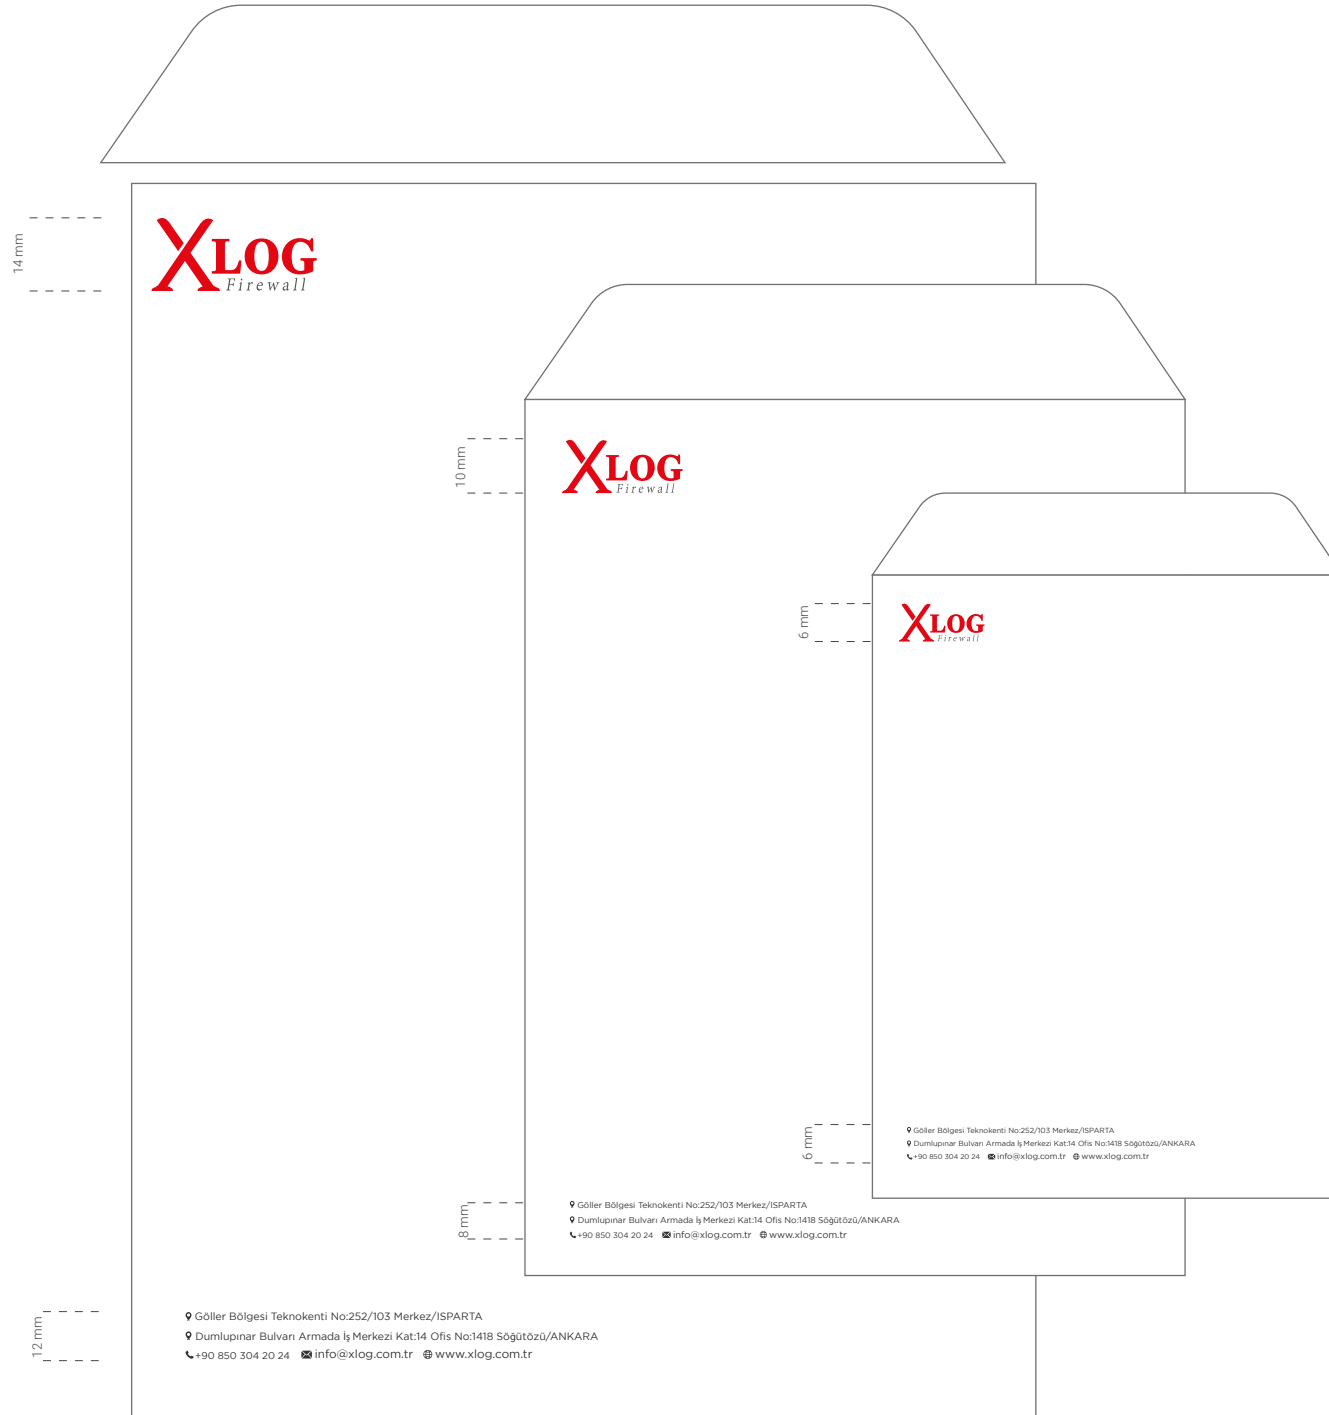 14 mm
XLOG
Firewall
10 mm
XLOG
Firewall
6 mm
XLOG
Firewall
6 mm
Göller Bölgesi Teknokenti No:252/103 Merkez/ISPARTA
Dumlupınar Bulvarı Armada İş Merkezi Kat:14 Ofis No:1418 Söğütözü/ANKARA
+90 850 304 20 24 info@xlog.com.tr www.xlog.com.tr
8 mm
Göller Bölgesi Teknokenti No:252/103 Merkez/ISPARTA
Dumlupınar Bulvarı Armada İş Merkezi Kat:14 Ofis No:1418 Söğütözü/ANKARA
+90 850 304 20 24 info@xlog.com.tr www.xlog.com.tr
12 mm
Göller Bölgesi Teknokenti No:252/103 Merkez/ISPARTA
Dumlupınar Bulvarı Armada İş Merkezi Kat:14 Ofis No:1418 Söğütözü/ANKARA
+90 850 304 20 24 info@xlog.com.tr www.xlog.com.tr